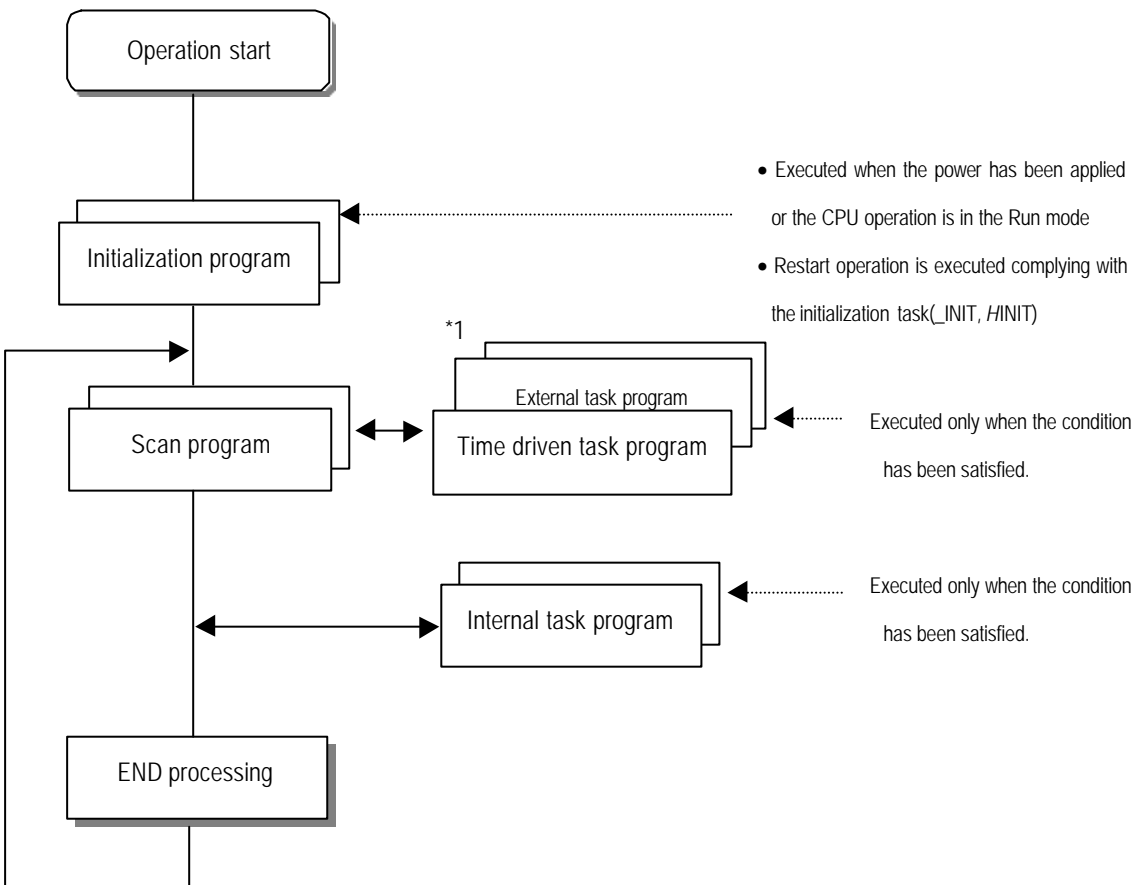 Operation start
• Executed when the power has been applied
or the CPU operation is in the Run mode
Initialization program
• Restart operation is executed complying with
the initialization task(_INIT, HINIT)
*1
External task program
Scan program
Time driven task program
Executed only when the condition
has been satisfied.
Internal task program
Executed only when the condition
has been satisfied.
END processing